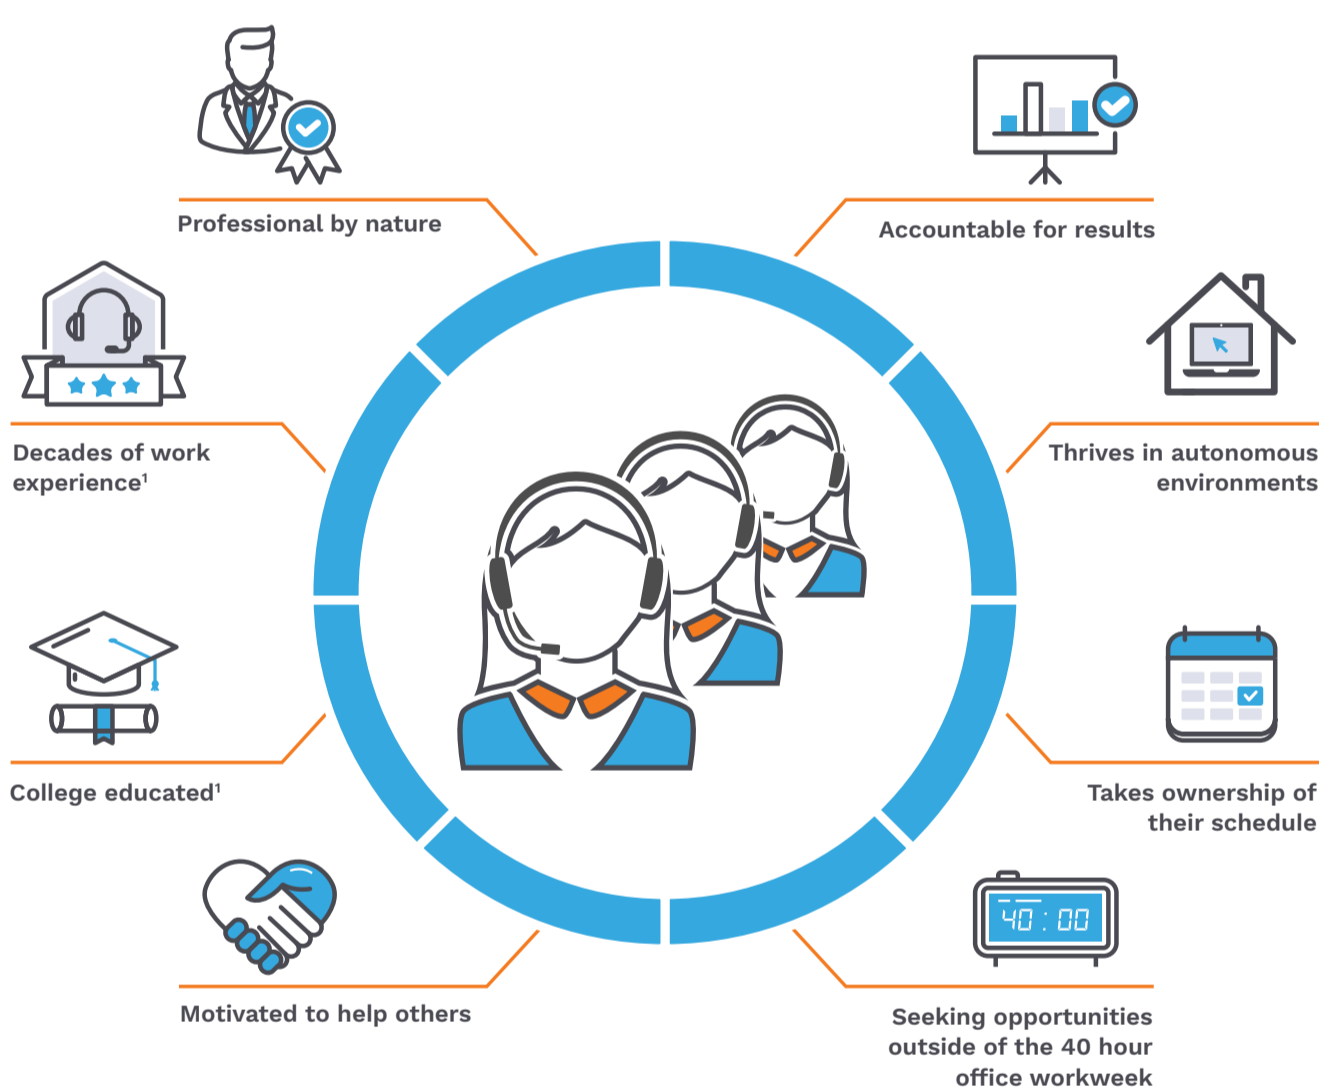 Professional by nature
Accountable for results
Decades of work
experience¹
Thrives in autonomous
environments
College educated¹
Takes ownership of
their schedule
40:00
Motivated to help others
Seeking opportunities
outside of the 40 hour
office workweek